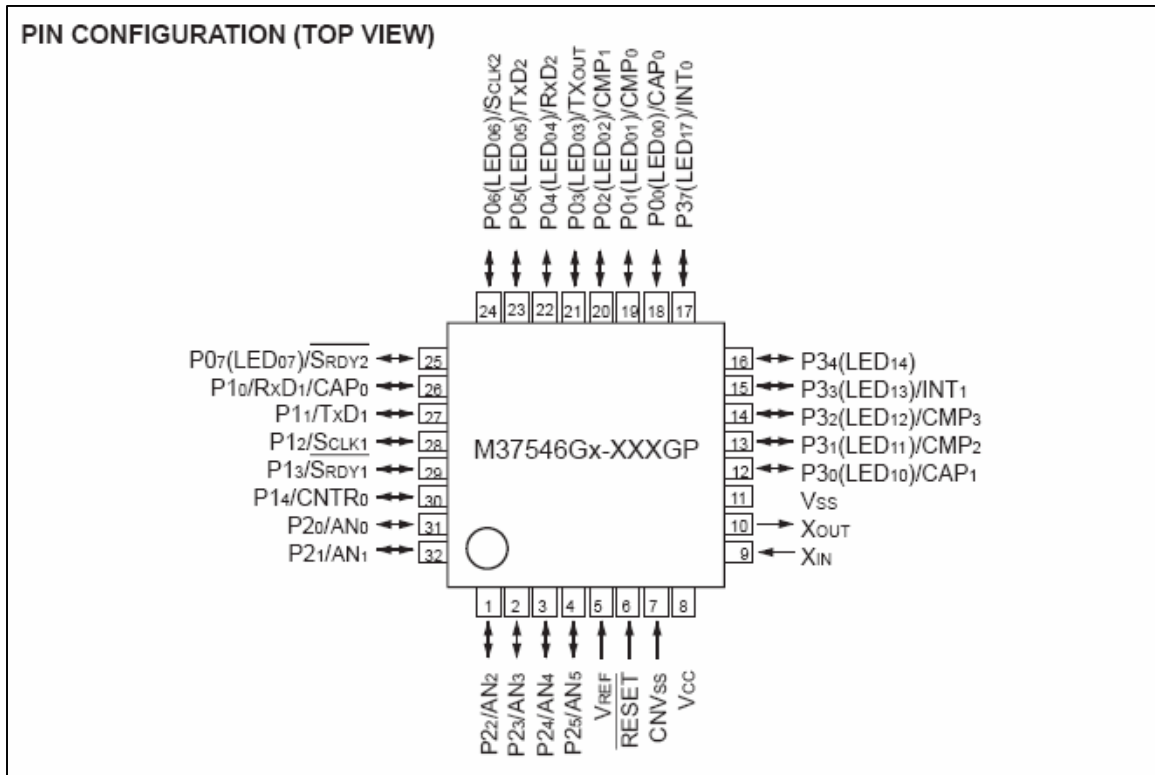 PIN CONFIGURATION (TOP VIEW)
P06(LED06)/SCLK2
P05(LED05)/TxD2
P04(LED04)/RxD2
P03(LED03)/TXOUT
P02(LED02)/CMP1
P01(LED01)/CMP0
P00(LED00)/CAP0
P37(LED17)/INT0
24
23
22
21
20
19
18
17
P07(LED07)/SRDY2
25
P10/RxD1/CAP0
26
P11/TxD1
27
P12/SCLK1
28
P13/SRDY1
29
P14/CNTR0
30
P20/AN0
31
P21/AN1
32
M37546Gx-XXXGP
16
P34(LED14)
15
P33(LED13)/INT1
14
P32(LED12)/CMP3
13
P31(LED11)/CMP2
12
P30(LED10)/CAP1
11
VSS
10
XOUT
9
XIN
1
2
3
4
5
6
7
8
P22/AN2
P23/AN3
P24/AN4
P25/AN5
VREF
RESET
CNVSS
VCC